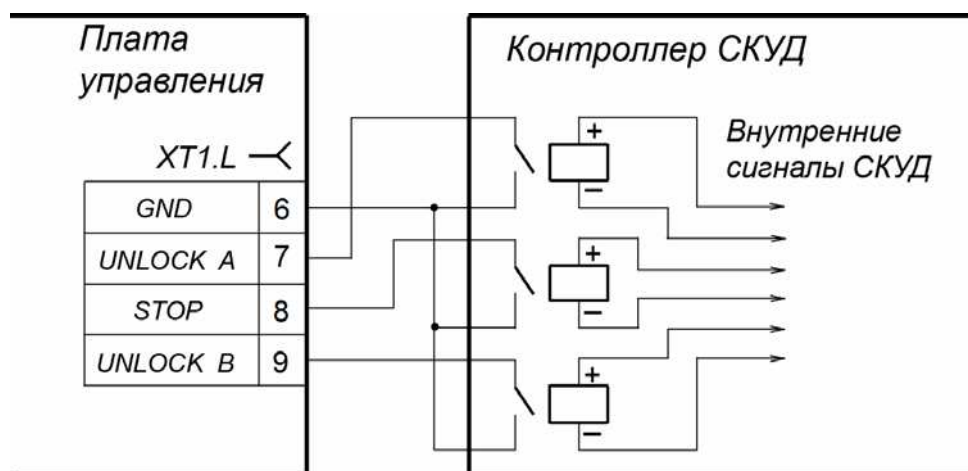 Плата
управления
Контроллер СКУД
XT1.L
GND 6
UNLOCK A 7
STOP 8
UNLOCK B 9
+
−
+
−
+
−
Внутренние
сигналы СКУД